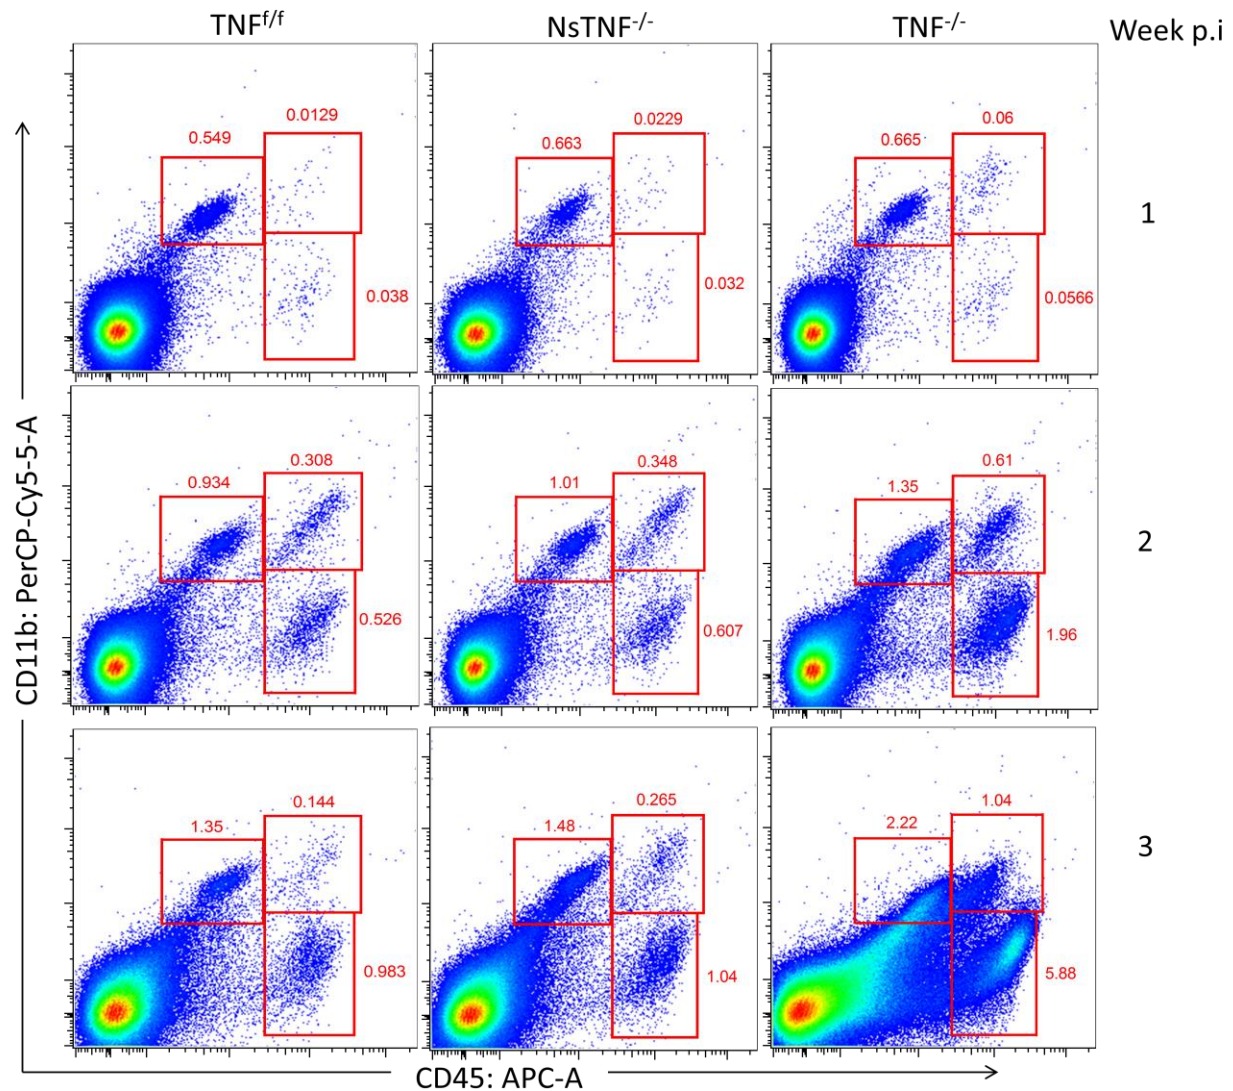 TNFf/f NsTNF-/- TNF-/- Week p.i
0.549 0.0129 0.663 0.0229 0.665 0.06
1
0.038 0.032 0.0566
0.934 0.308 1.01 0.348 1.35 0.61
2
0.526 0.607 1.96
1.35 0.144 1.48 0.265 2.22 1.04
3
0.983 1.04 5.88
CD11b: PerCP-Cy5-5-A
CD45: APC-A